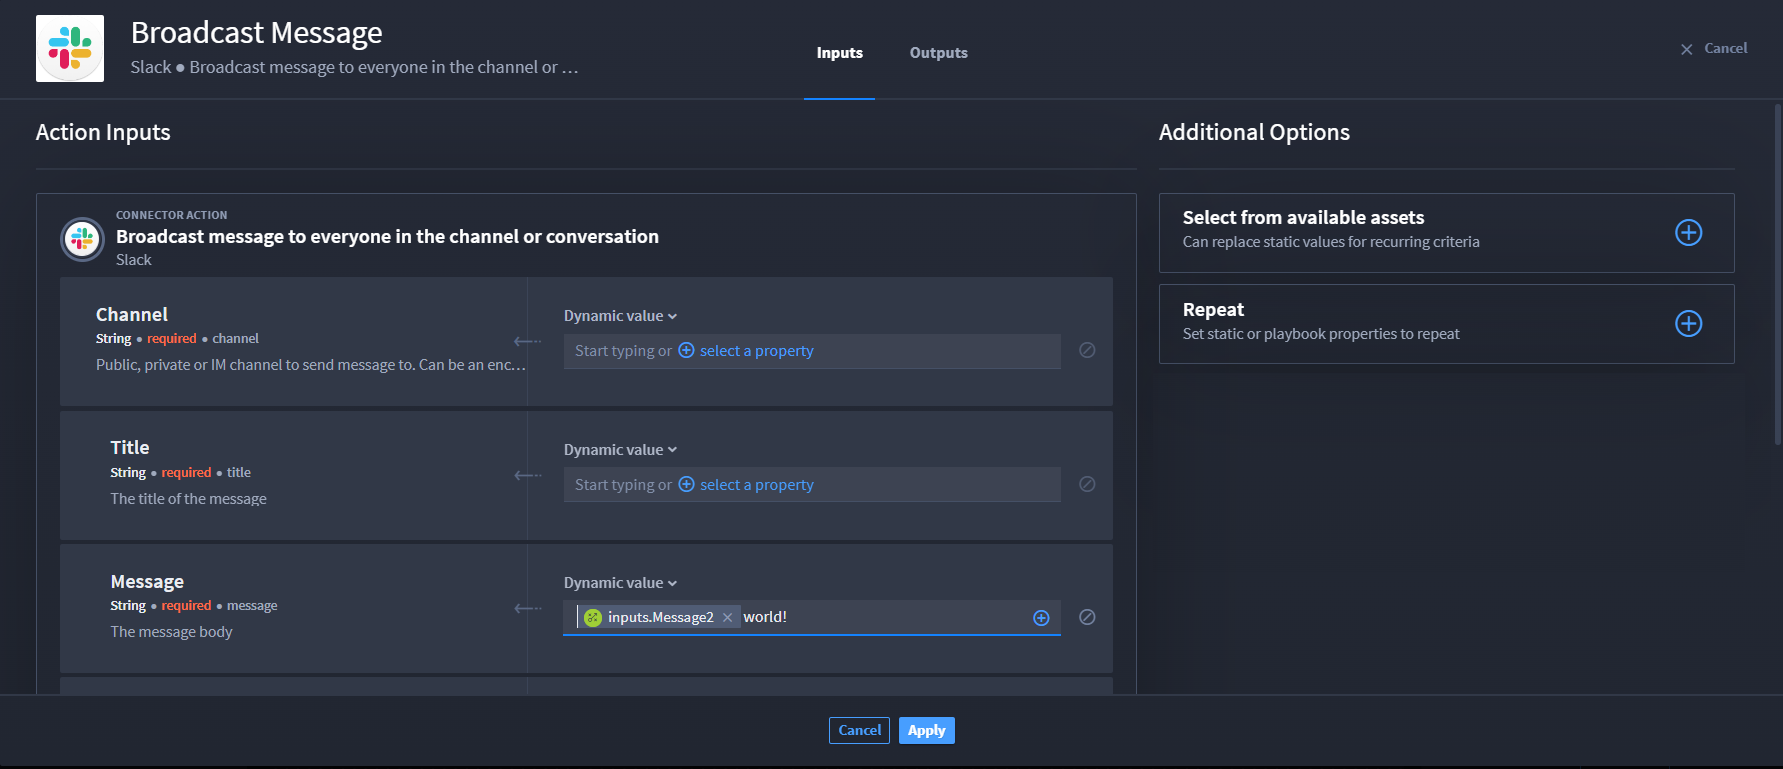 Broadcast Message
Slack ● Broadcast message to everyone in the channel or …
Inputs
Outputs
Cancel
Action Inputs
Additional Options
CONNECTOR ACTION
Broadcast message to everyone in the channel or conversation
Slack
Channel
String ● required ● channel
Public, private or IM channel to send message to. Can be an enc…
Dynamic value
Start typing or select a property
Title
String ● required ● title
The title of the message
Dynamic value
Start typing or select a property
Message
String ● required ● message
The message body
Dynamic value
inputs.Message2 × world!
Select from available assets
Can replace static values for recurring criteria
Repeat
Set static or playbook properties to repeat
Cancel
Apply